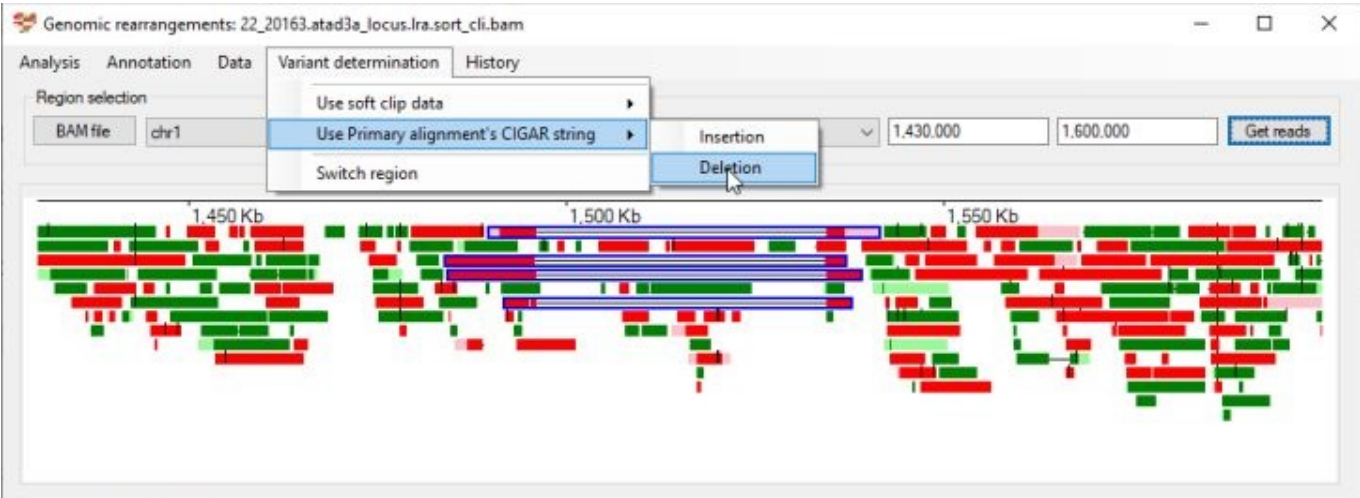 Genomic rearrangements: 22_20163.atad3a_locus.lra.sort_cli.bam
Analysis Annotation Data Variant determination History
Region selection
Use soft clip data
BAM file chr1 Use Primary alignment's CIGAR string Insertion 1,430,000 1,600,000 Get reads
Switch region Deletion
1,450 Kb 1,500 Kb 1,550 Kb